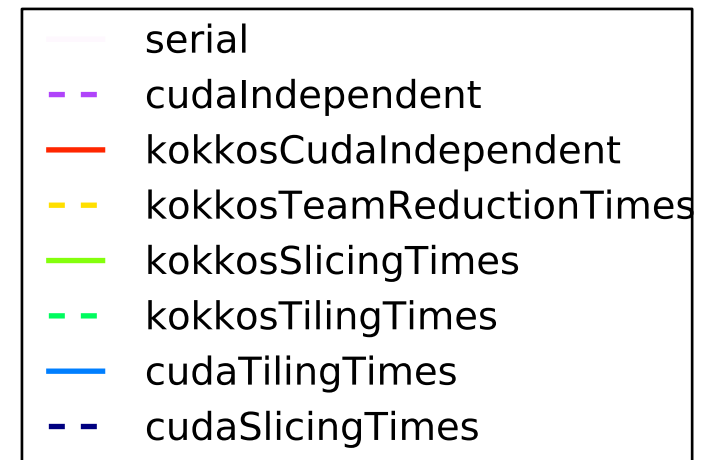 serial
cudaIndependent
kokkosCudaIndependent
kokkosTeamReductionTimes
kokkosSlicingTimes
kokkosTilingTimes
cudaTilingTimes
cudaSlicingTimes